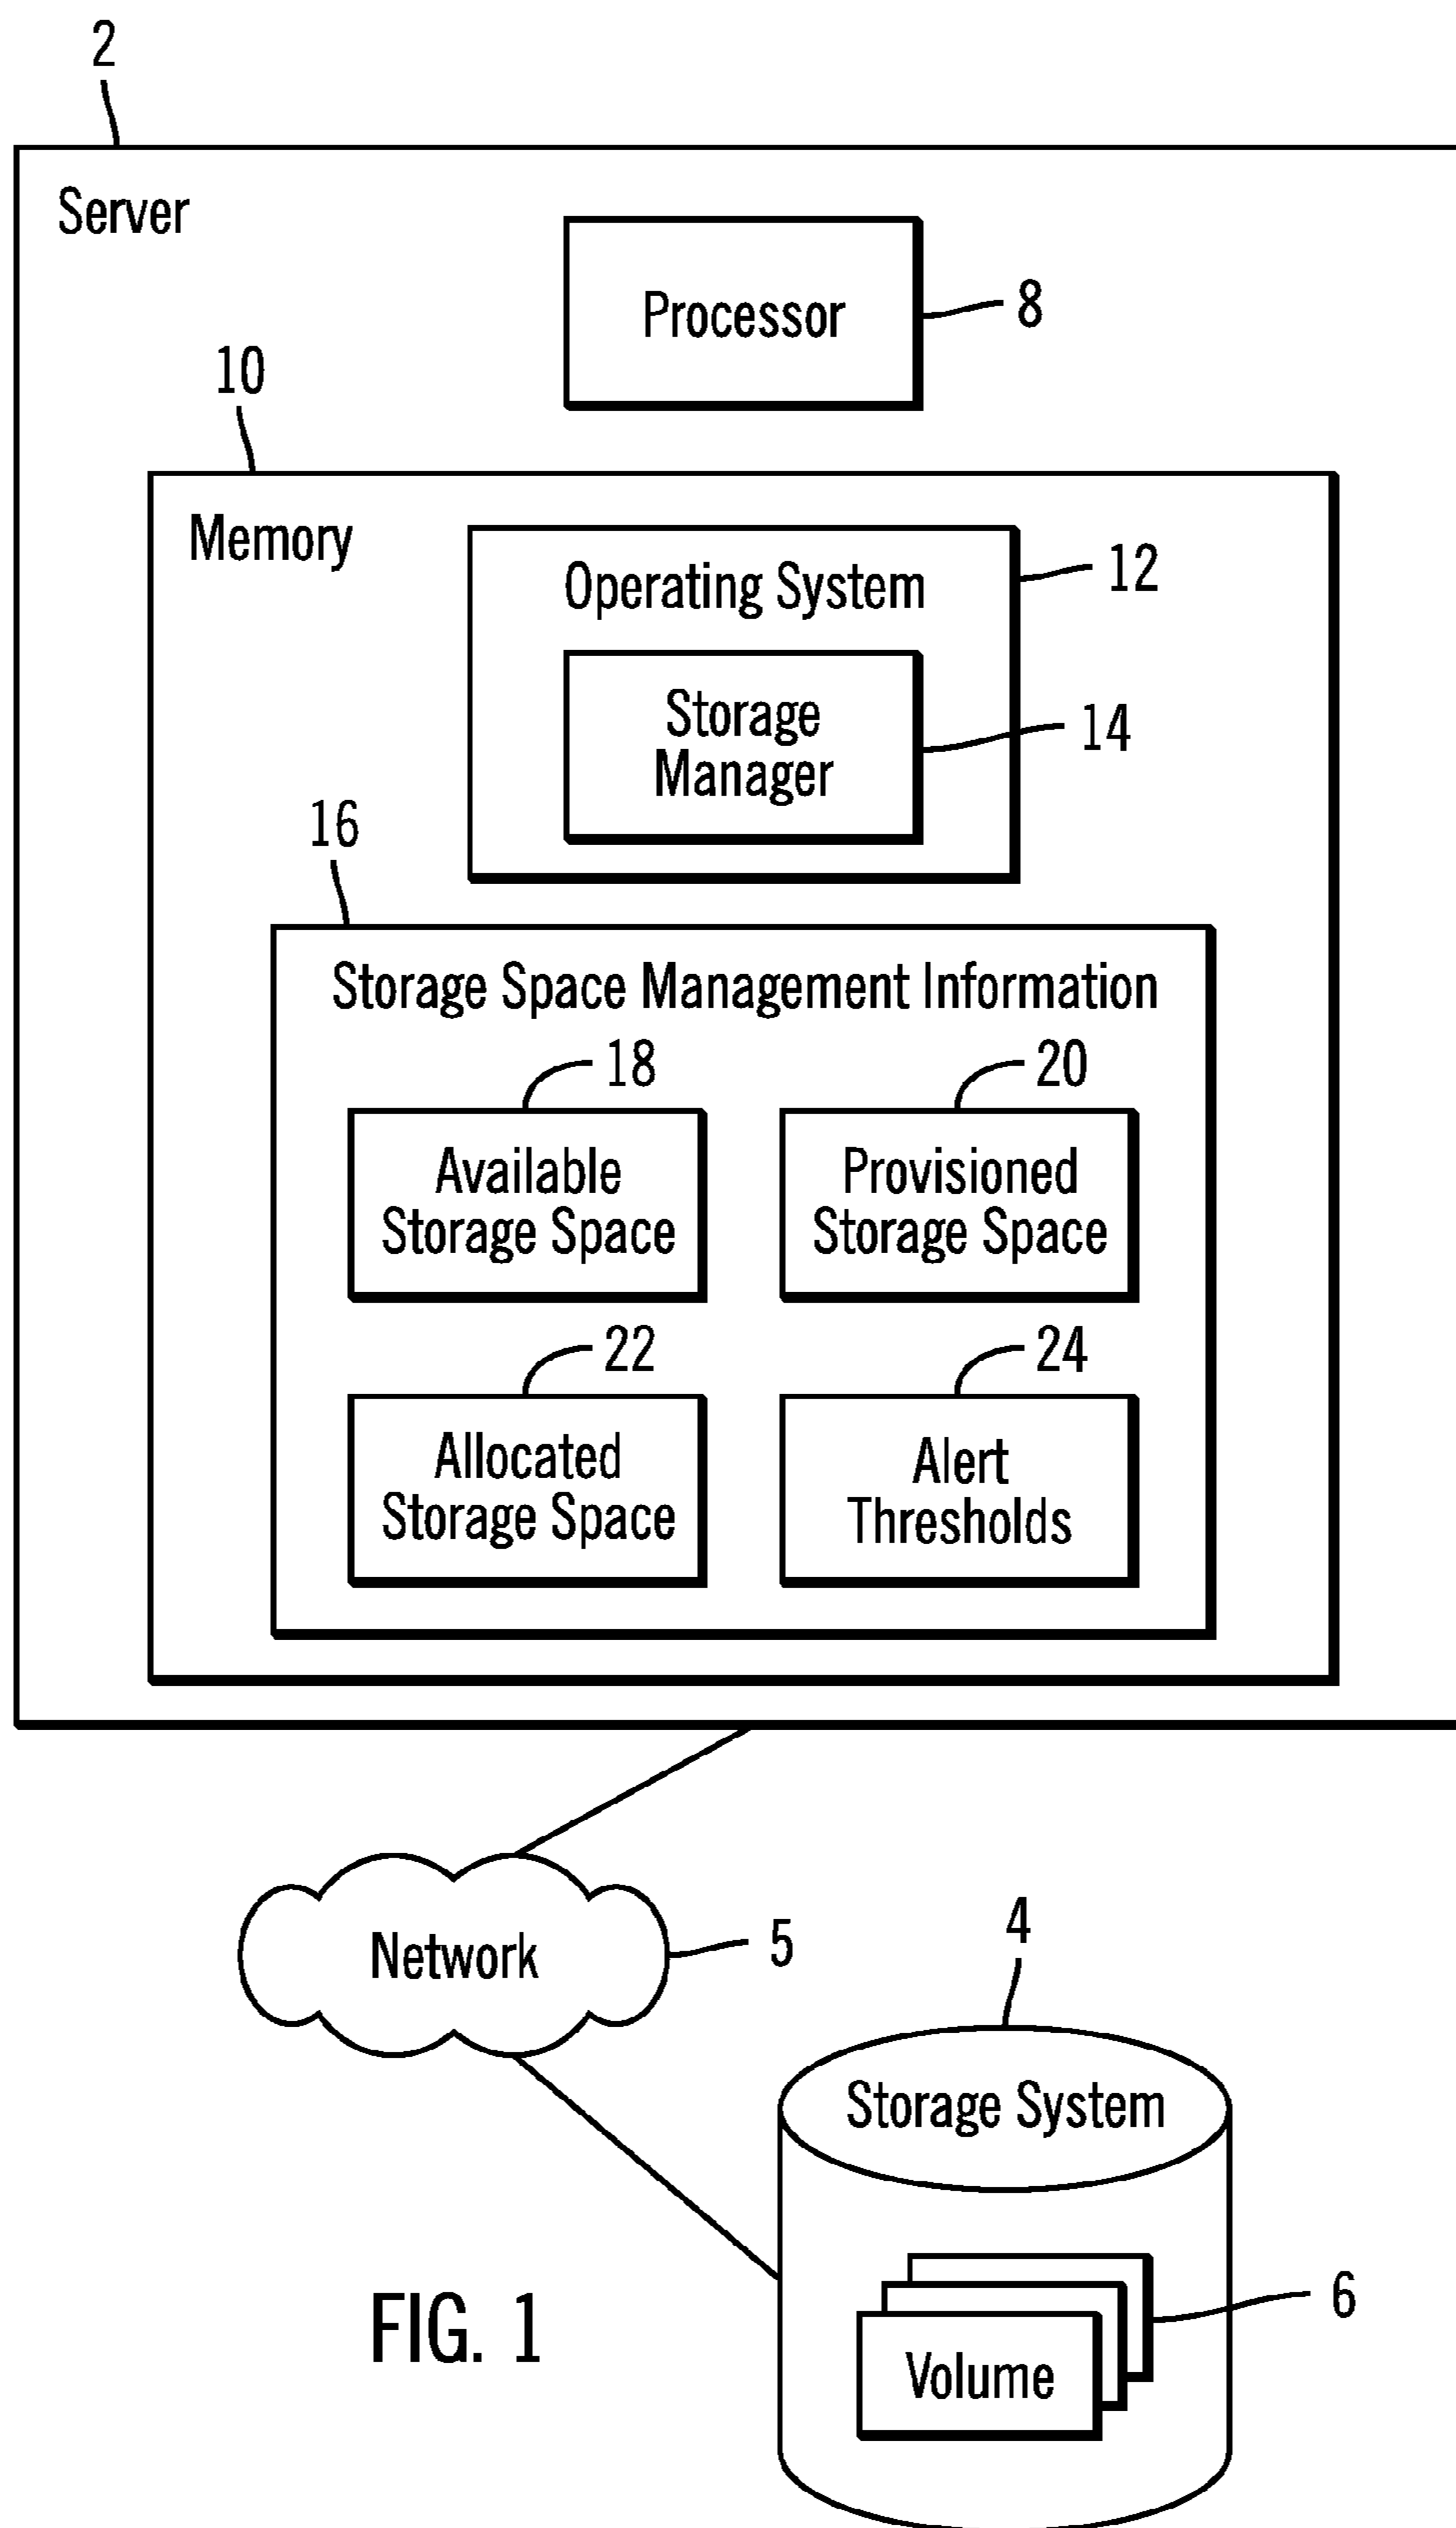 2
Server
Processor
8
10
Memory
Operating System
12
Storage
Manager
14
16
Storage Space Management Information
18
20
Available
Storage Space
Provisioned
Storage Space
22
24
Allocated
Storage Space
Alert
Thresholds
Network
5
4
Storage System
6
Volume
FIG. 1